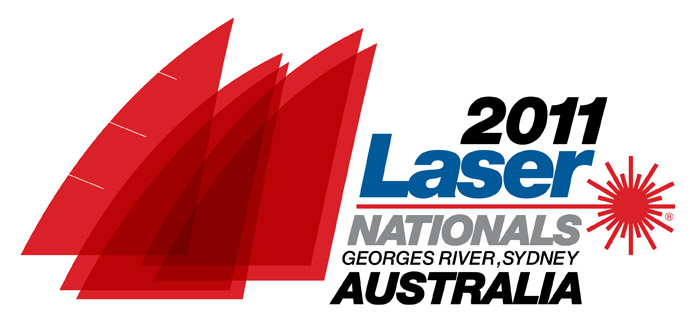 2011
Laser
®
NATIONALS
GEORGES RIVER, SYDNEY
AUSTRALIA